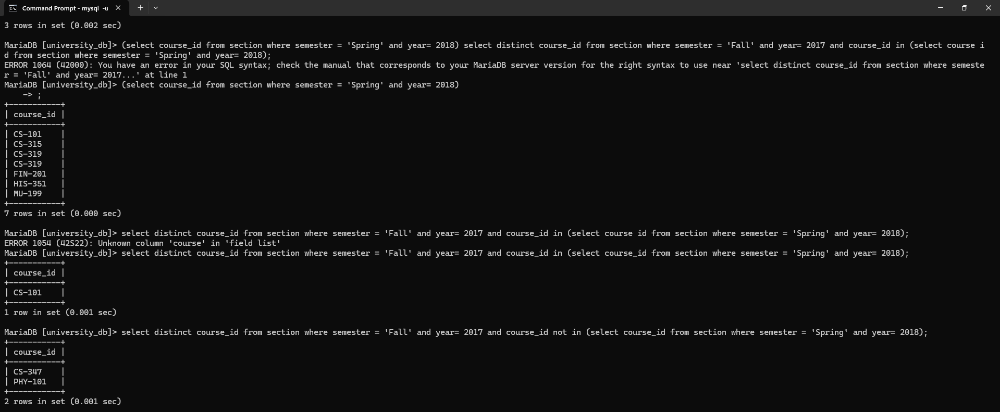 Command Prompt - mysql -u
3 rows in set (0.002 sec)
MariaDB [university_db]> (select course_id from section where semester = 'Spring' and year= 2018) select distinct course_id from section where semester = 'Fall' and year= 2017 and course_id in (select course i
d from section where semester = 'Spring' and year= 2018);
ERROR 1064 (42000): You have an error in your SQL syntax; check the manual that corresponds to your MariaDB server version for the right syntax to use near 'select distinct course_id from section where semeste
r = 'Fall' and year= 2017...' at line 1
MariaDB [university_db]> (select course_id from section where semester = 'Spring' and year= 2018)
    -> ;
+-----------+
| course_id |
+-----------+
| CS-101    |
| CS-315    |
| CS-319    |
| CS-319    |
| FIN-201   |
| HIS-351   |
| MU-199    |
+-----------+
7 rows in set (0.000 sec)
MariaDB [university_db]> select distinct course_id from section where semester = 'Fall' and year= 2017 and course_id in (select course id from section where semester = 'Spring' and year= 2018);
ERROR 1054 (42S22): Unknown column 'course' in 'field list'
MariaDB [university_db]> select distinct course_id from section where semester = 'Fall' and year= 2017 and course_id in (select course_id from section where semester = 'Spring' and year= 2018);
+-----------+
| course_id |
+-----------+
| CS-101    |
+-----------+
1 row in set (0.001 sec)
MariaDB [university_db]> select distinct course_id from section where semester = 'Fall' and year= 2017 and course_id not in (select course_id from section where semester = 'Spring' and year= 2018);
+-----------+
| course_id |
+-----------+
| CS-347    |
| PHY-101   |
+-----------+
2 rows in set (0.001 sec)